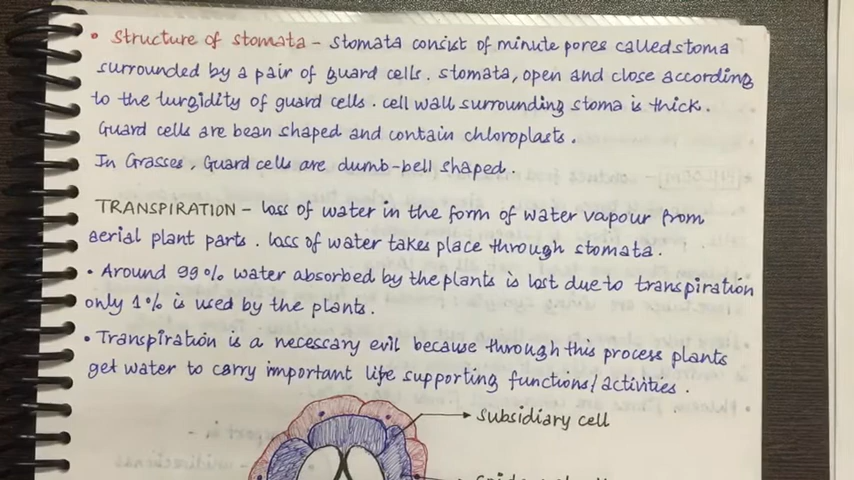 • Structure of stomata - stomata consist of minute pores called stoma
surrounded by a pair of guard cells. stomata, open and close according
to the turgidity of guard cells. cell wall surrounding stoma is thick.
Guard cells are bean shaped and contain chloroplasts.
In Grasses, Guard cells are dumb-bell shaped.
TRANSPIRATION - loss of water in the form of water vapour from
aerial plant parts. loss of water takes place through stomata.
• Around 99% water absorbed by the plants is lost due to transpiration
only 1% is used by the plants.
• Transpiration is a necessary evil because through this process plants
get water to carry important life supporting functions/activities.
subsidiary cell